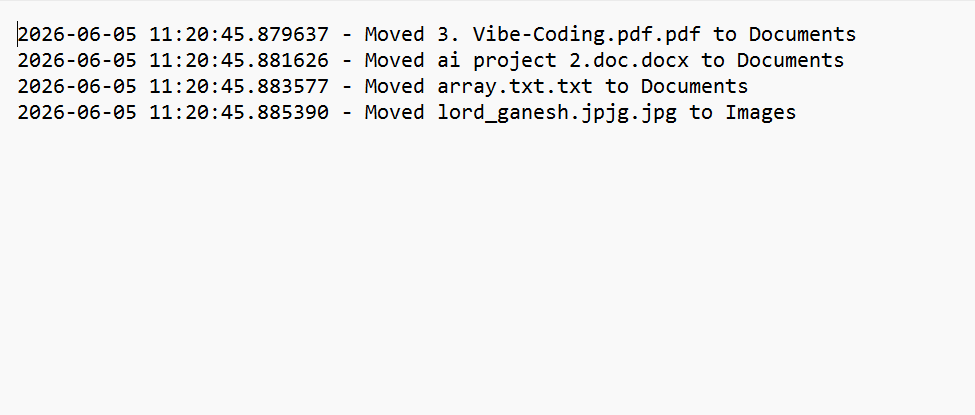 2026-06-05 11:20:45.879637 - Moved 3. Vibe-Coding.pdf.pdf to Documents
2026-06-05 11:20:45.881626 - Moved ai project 2.doc.docx to Documents
2026-06-05 11:20:45.883577 - Moved array.txt.txt to Documents
2026-06-05 11:20:45.885390 - Moved lord_ganesh.jpjg.jpg to Images